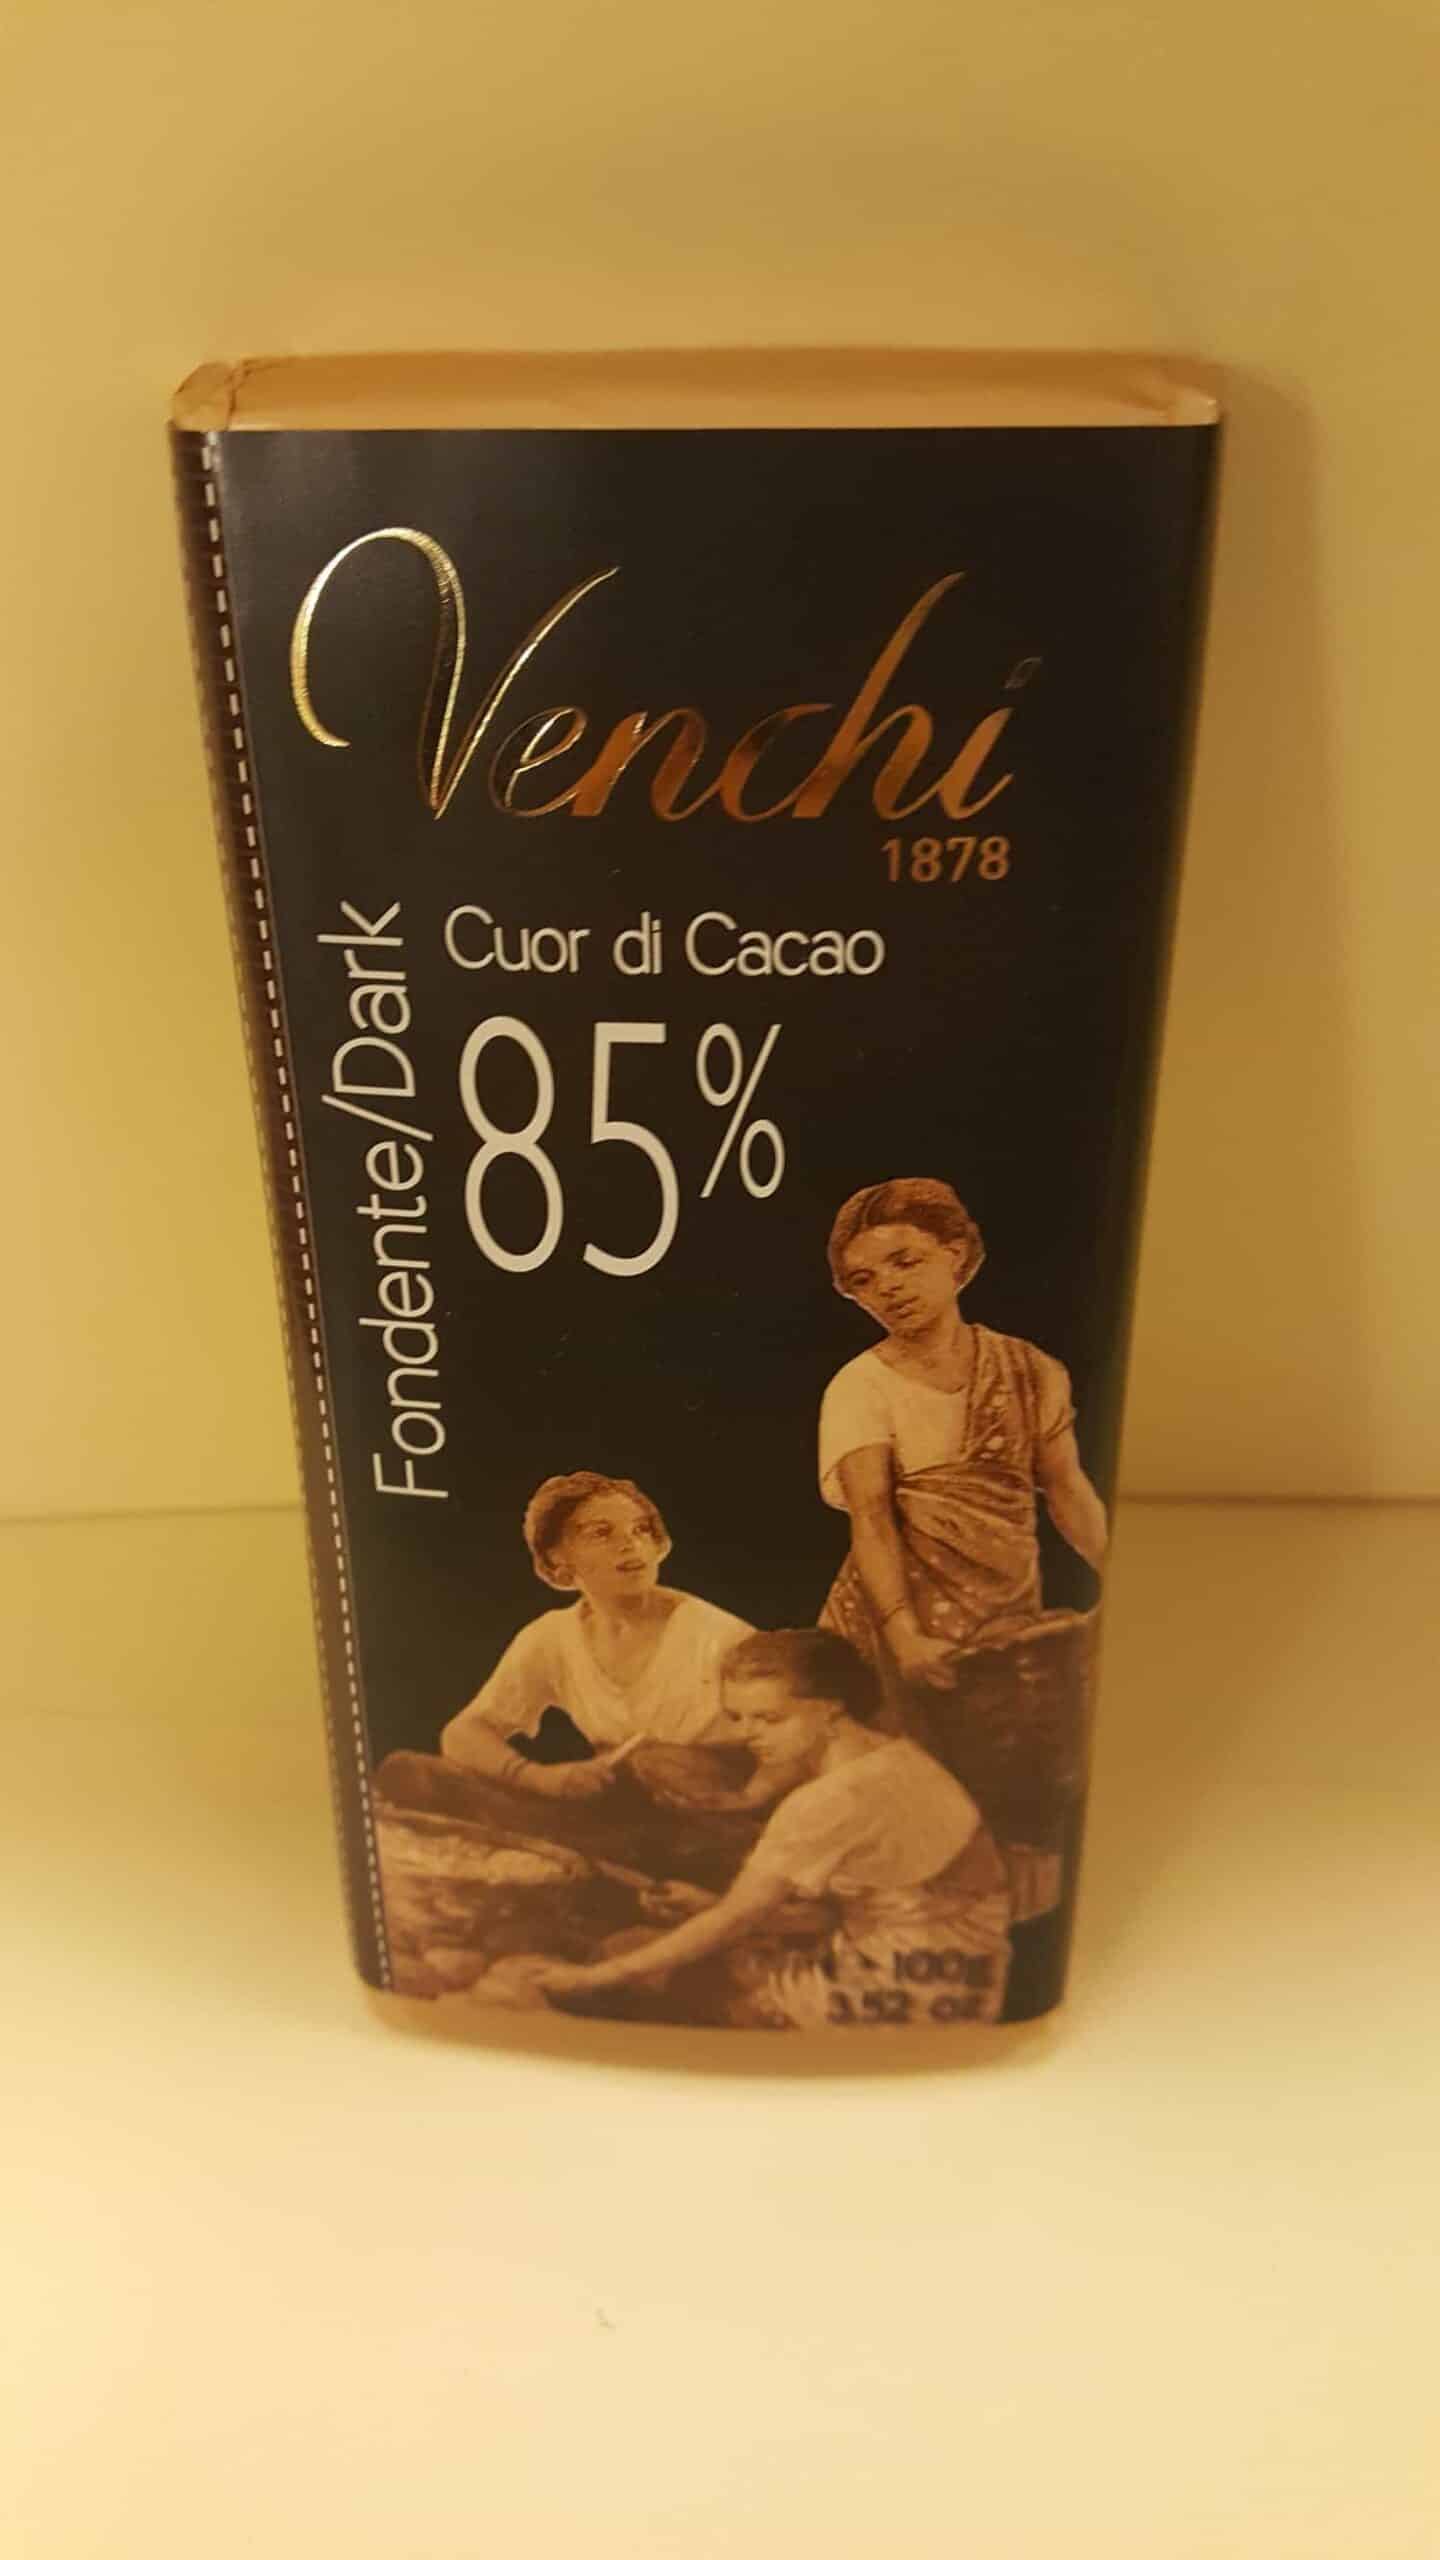 Venchi
1878
Fondente/Dark
Cuor di Cacao
85%
100g
3.52 oz